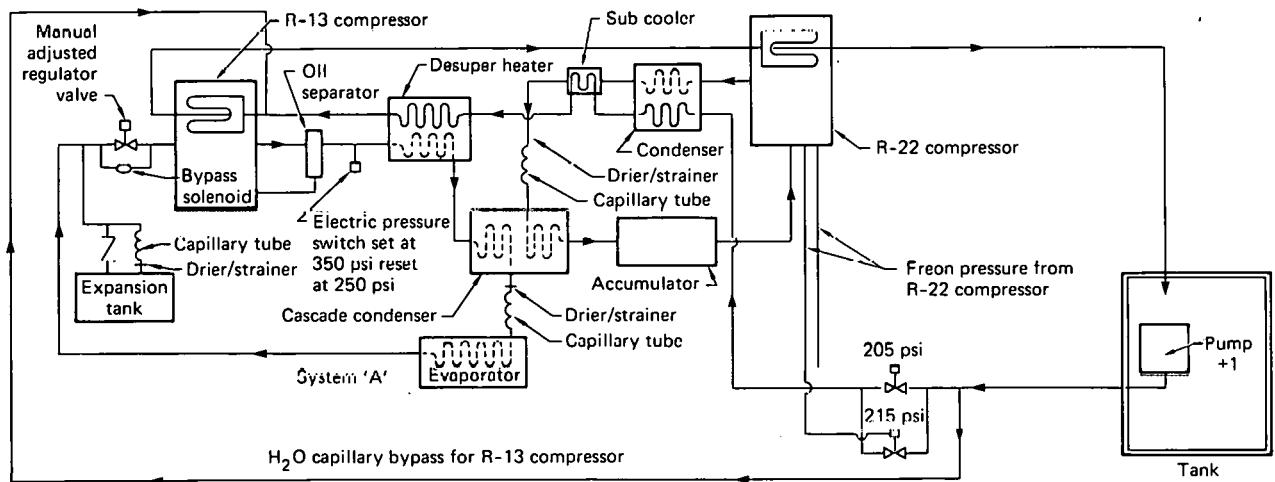 Manual
adjusted
regulator
valve
R-13 compressor
Oil
separator
Desuper heater
Sub cooler
Condenser
R-22 compressor
Bypass
solenoid
Drier/strainer
Capillary tube
Capillary tube
Drier/strainer
Expansion
tank
Electric pressure
switch set at
350 psi reset
at 250 psi
Accumulator
Freon pressure from
R-22 compressor
Cascade condenser
Drier/strainer
Capillary tube
Evaporator
System 'A'
205 psi
215 psi
Pump
+1
H₂O capillary bypass for R-13 compressor
Tank